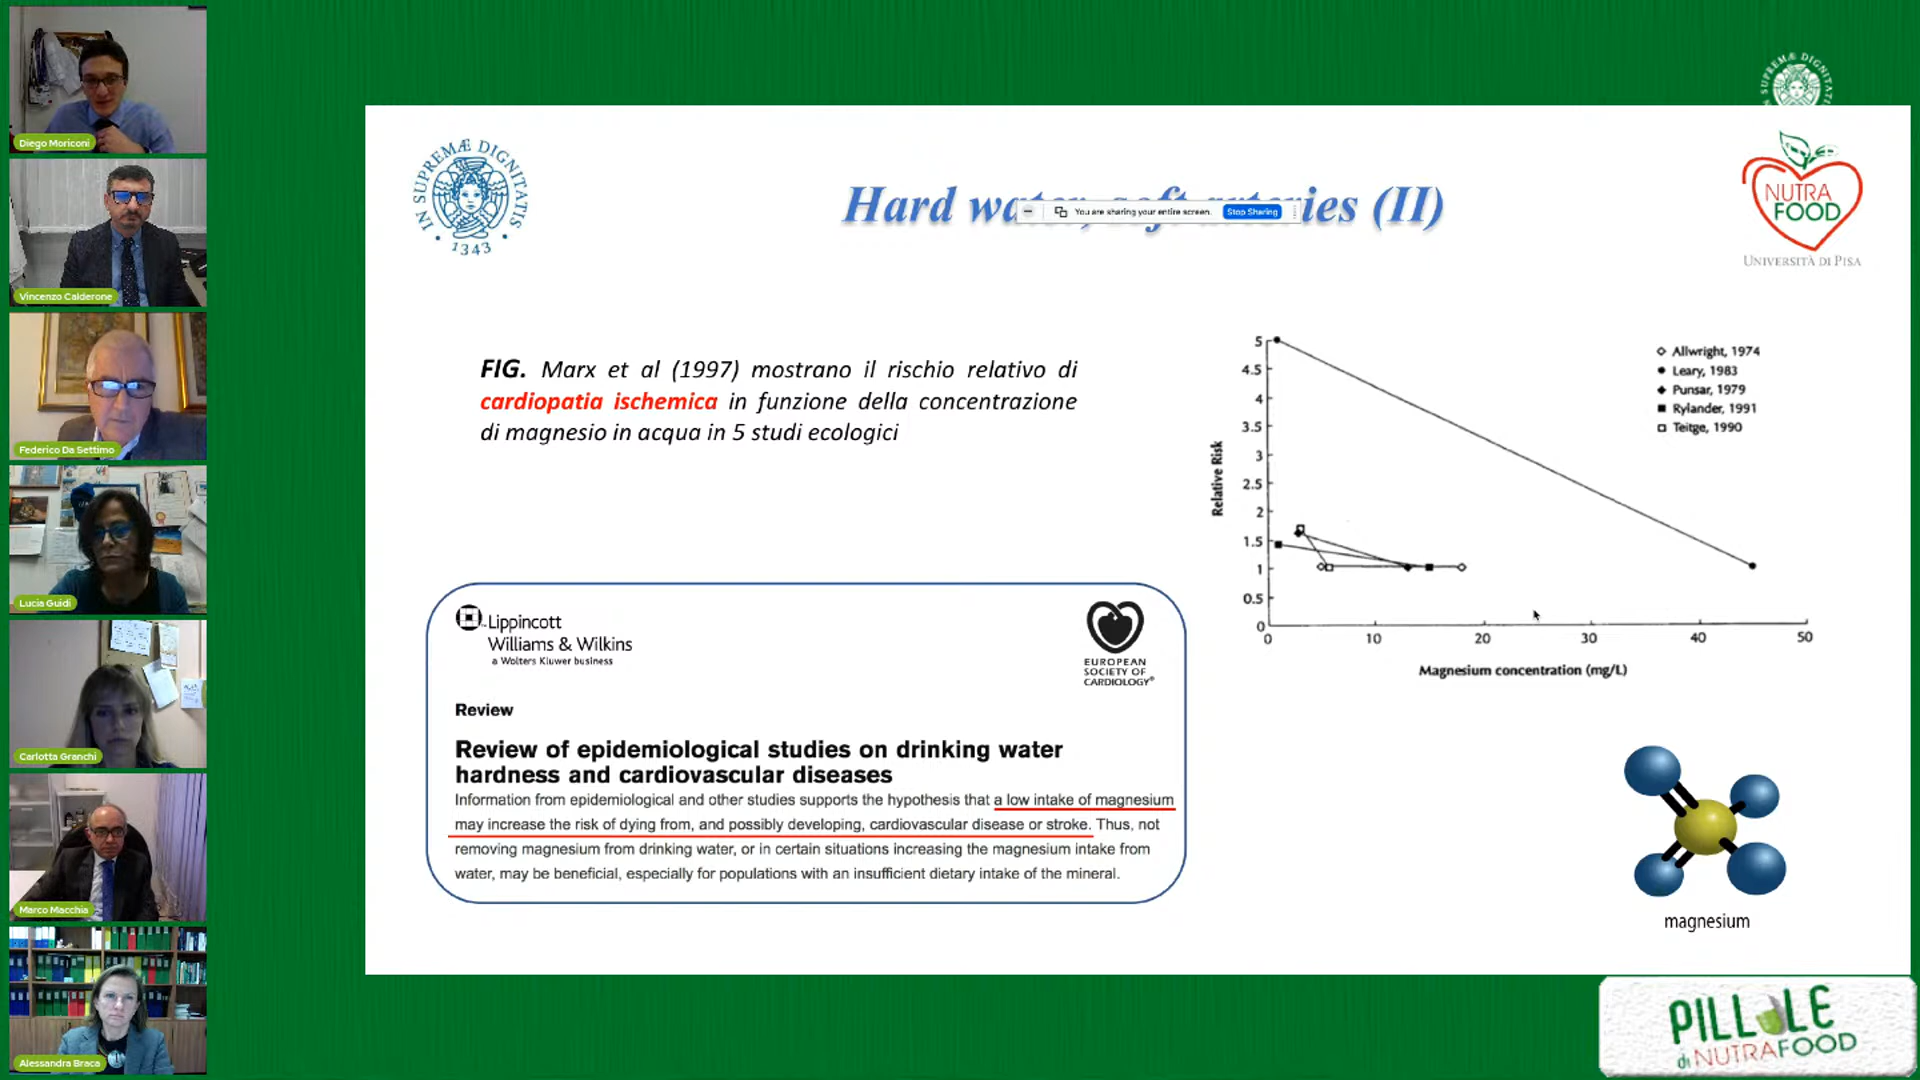 Diego Moriconi
Vincenzo Calderone
Federico Da Settimo
Lucia Guidi
Carlotta Granchi
Marco Macchia
Alessandra Braca
IN SUPREMÆ DIGNITATIS
1343
Hard water, soft arteries (II)
You are sharing your entire screen.
Stop Sharing
NUTRA
FOOD
UNIVERSITÀ DI PISA
FIG. Marx et al (1997) mostrano il rischio relativo di
cardiopatia ischemica in funzione della concentrazione
di magnesio in acqua in 5 studi ecologici
Relative Risk
5
4.5
4
3.5
3
2.5
2
1.5
1
0.5
0
0 10 20 30 40 50
Magnesium concentration (mg/L)
Allwright, 1974
Leary, 1983
Punsar, 1979
Rylander, 1991
Teitge, 1990
Lippincott
Williams & Wilkins
a Wolters Kluwer business
EUROPEAN
SOCIETY OF
CARDIOLOGY®
Review
Review of epidemiological studies on drinking water
hardness and cardiovascular diseases
Information from epidemiological and other studies supports the hypothesis that a low intake of magnesium
may increase the risk of dying from, and possibly developing, cardiovascular disease or stroke. Thus, not
removing magnesium from drinking water, or in certain situations increasing the magnesium intake from
water, may be beneficial, especially for populations with an insufficient dietary intake of the mineral.
magnesium
PILLOLE
di NUTRAFOOD